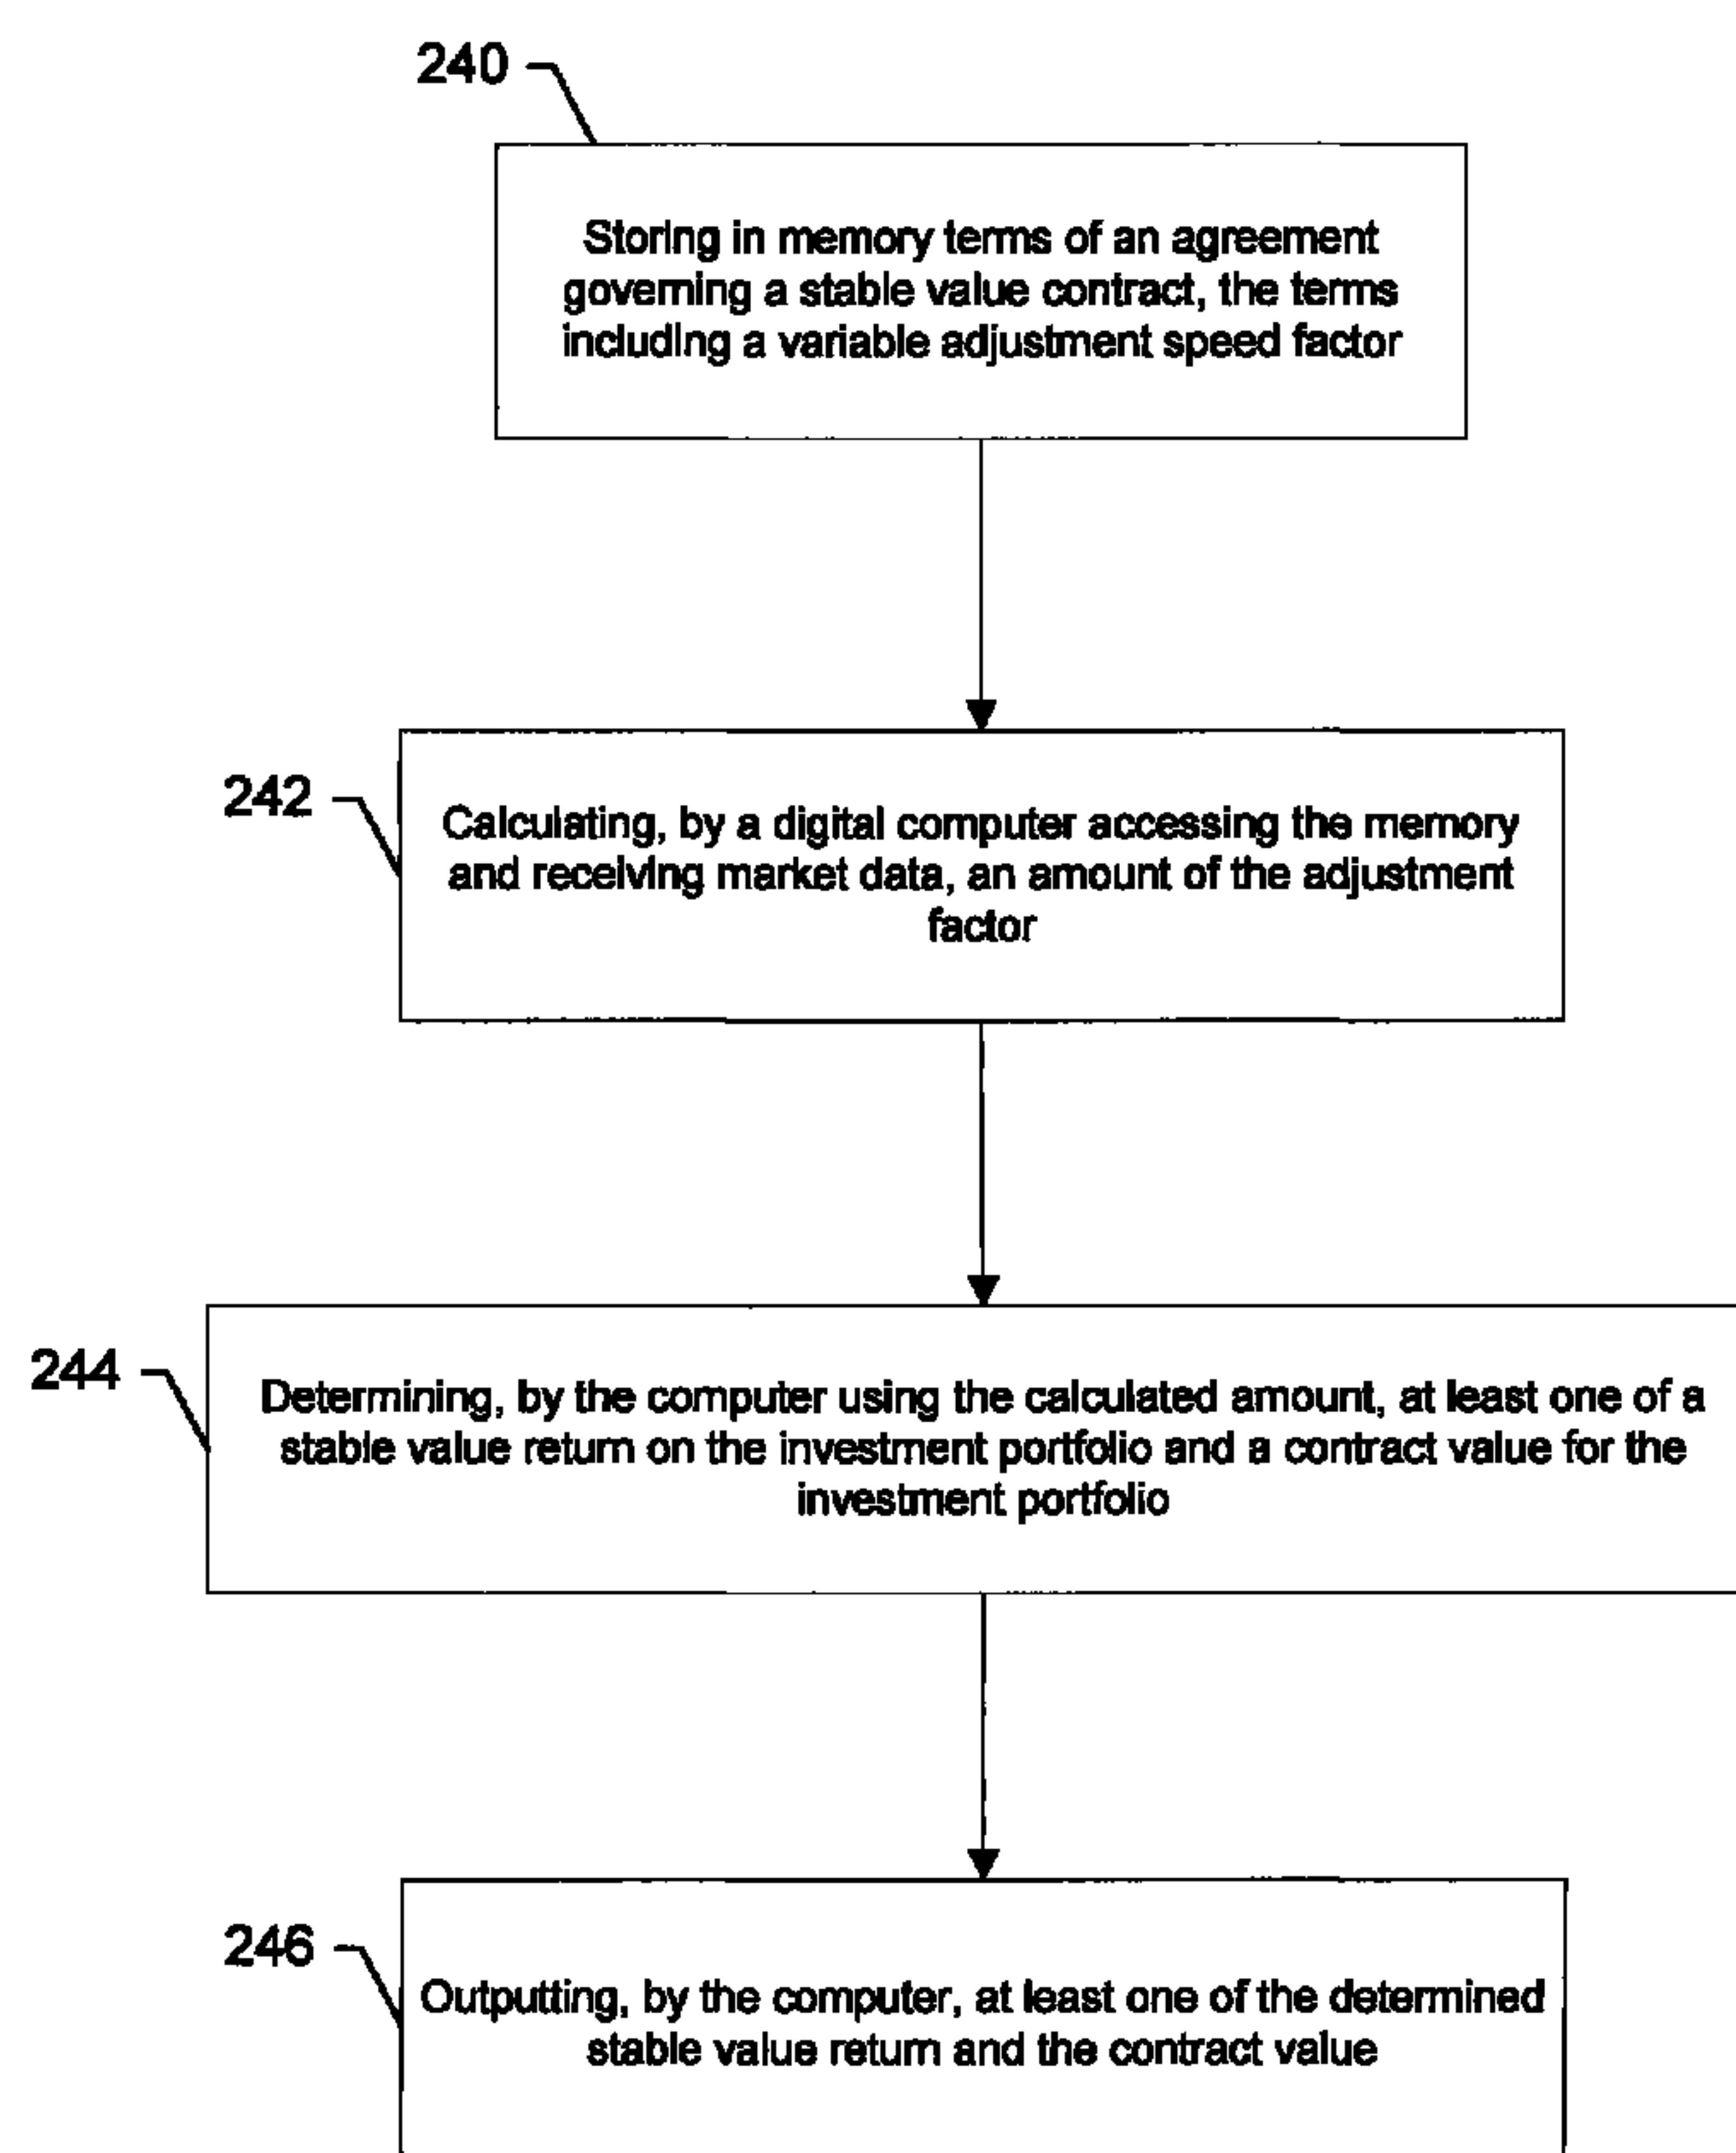 240
Storing in memory terms of an agreement
governing a stable value contract, the terms
including a variable adjustment speed factor
242
Calculating, by a digital computer accessing the memory
and receiving market data, an amount of the adjustment
factor
244
Determining, by the computer using the calculated amount, at least one of a
stable value return on the investment portfolio and a contract value for the
investment portfolio
246
Outputting, by the computer, at least one of the determined
stable value return and the contract value